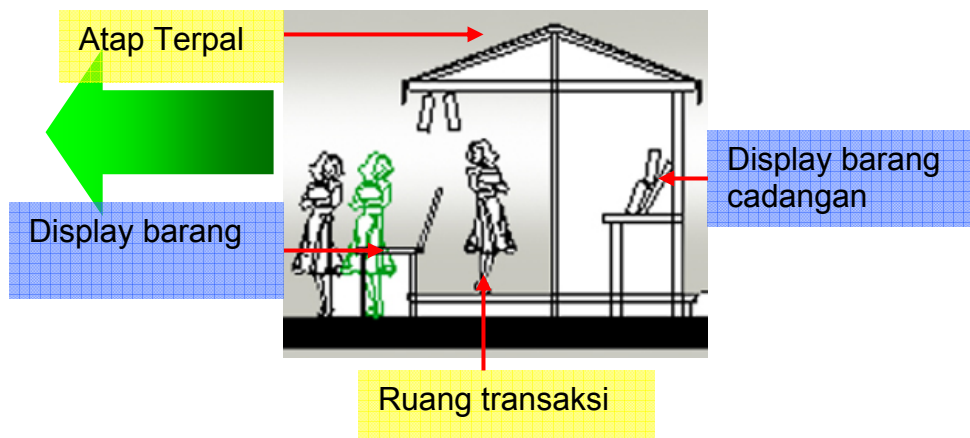 Atap Terpal
Display barang
cadangan
Display barang
Ruang transaksi